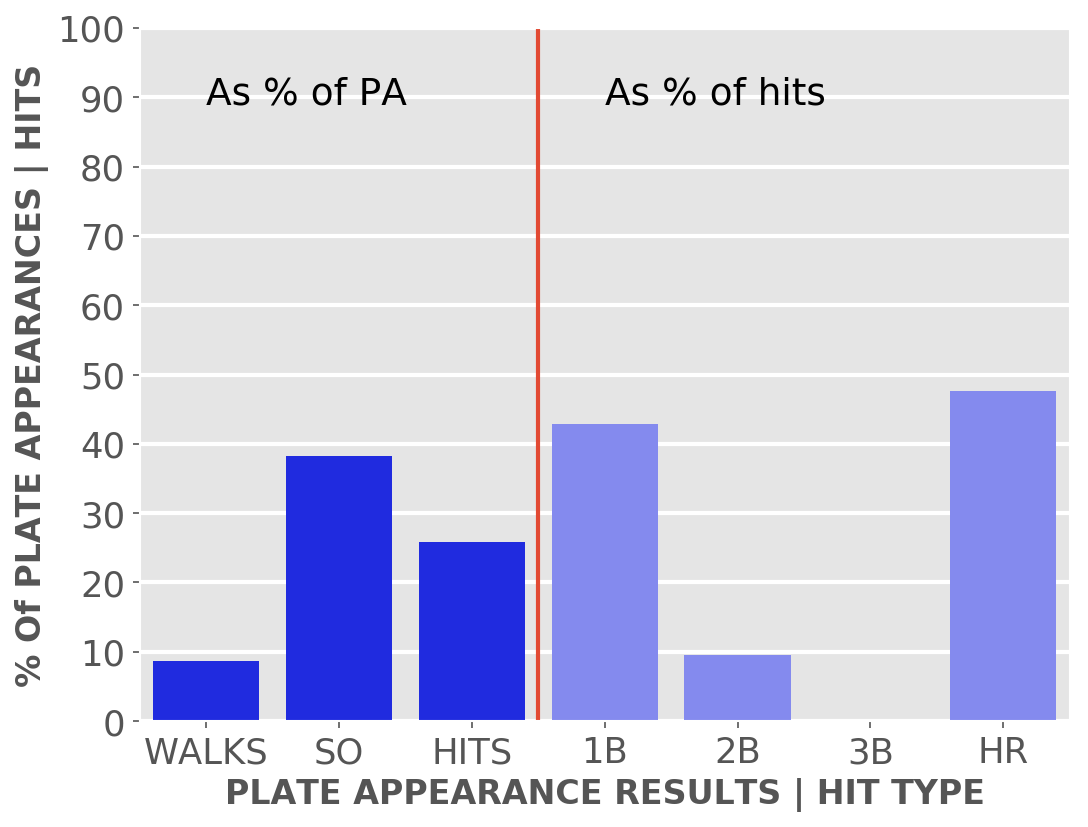 % Of PLATE APPEARANCES | HITS
100
90
80
70
60
50
40
30
20
10
0
As % of PA
As % of hits
WALKS SO HITS 1B 2B 3B HR
PLATE APPEARANCE RESULTS | HIT TYPE